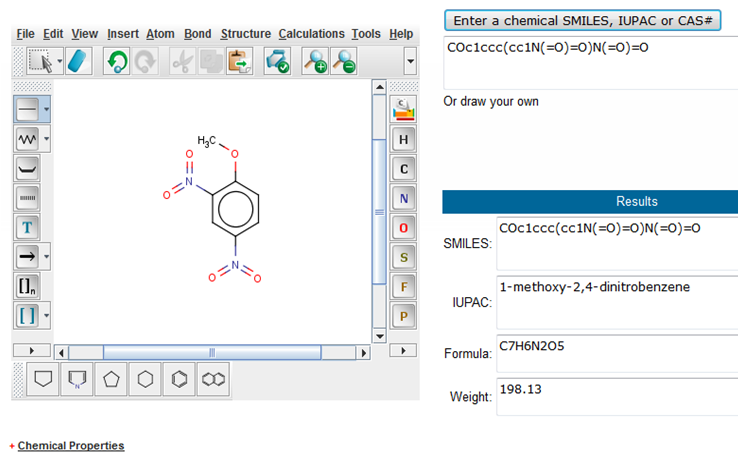 File Edit View Insert Atom Bond Structure Calculations Tools Help
Enter a chemical SMILES, IUPAC or CAS#
COc1ccc(cc1N(=O)=O)N(=O)=O
Or draw your own
H₃C
O
O
N
O
N
O
O
T
[ ]n
[ ]
C
H
C
N
O
S
F
P
N
Results
SMILES:
COc1ccc(cc1N(=O)=O)N(=O)=O
IUPAC:
1-methoxy-2,4-dinitrobenzene
Formula:
C7H6N2O5
Weight:
198.13
+ Chemical Properties